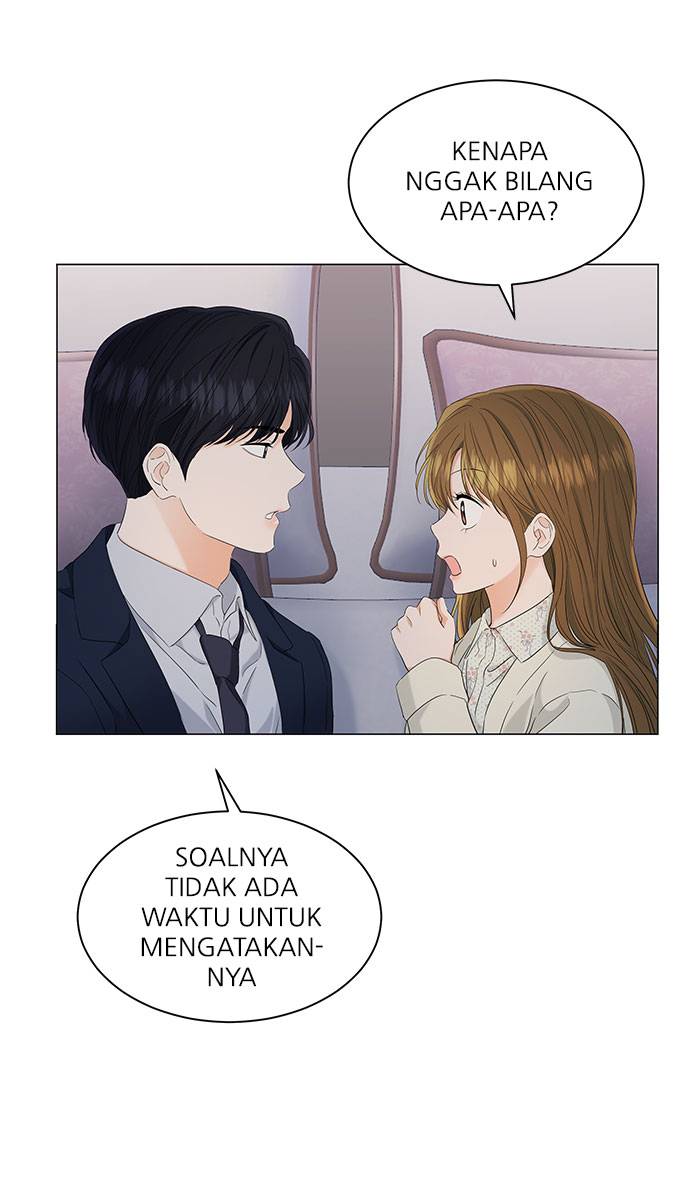 KENAPA
NGGAK BILANG
APA-APA?
SOALNYA
TIDAK ADA
WAKTU UNTUK
MENGATAKAN-
NYA